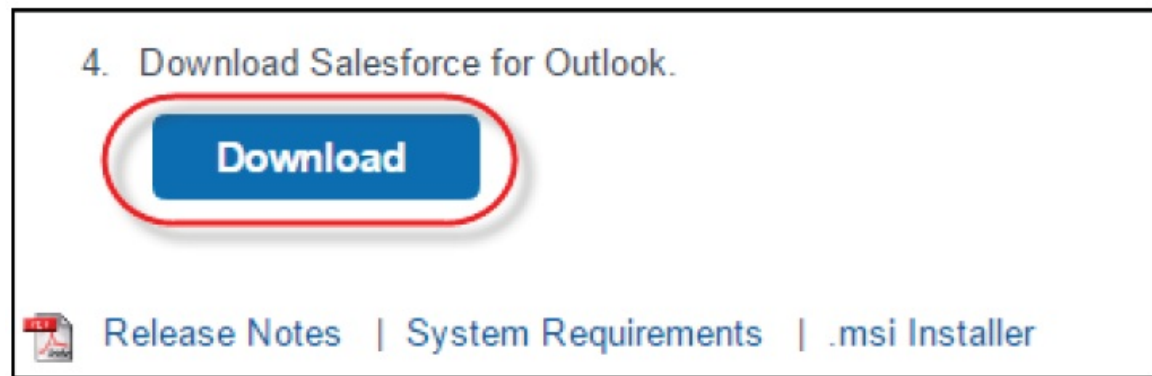 4. Download Salesforce for Outlook.
Download
Release Notes | System Requirements | .msi Installer